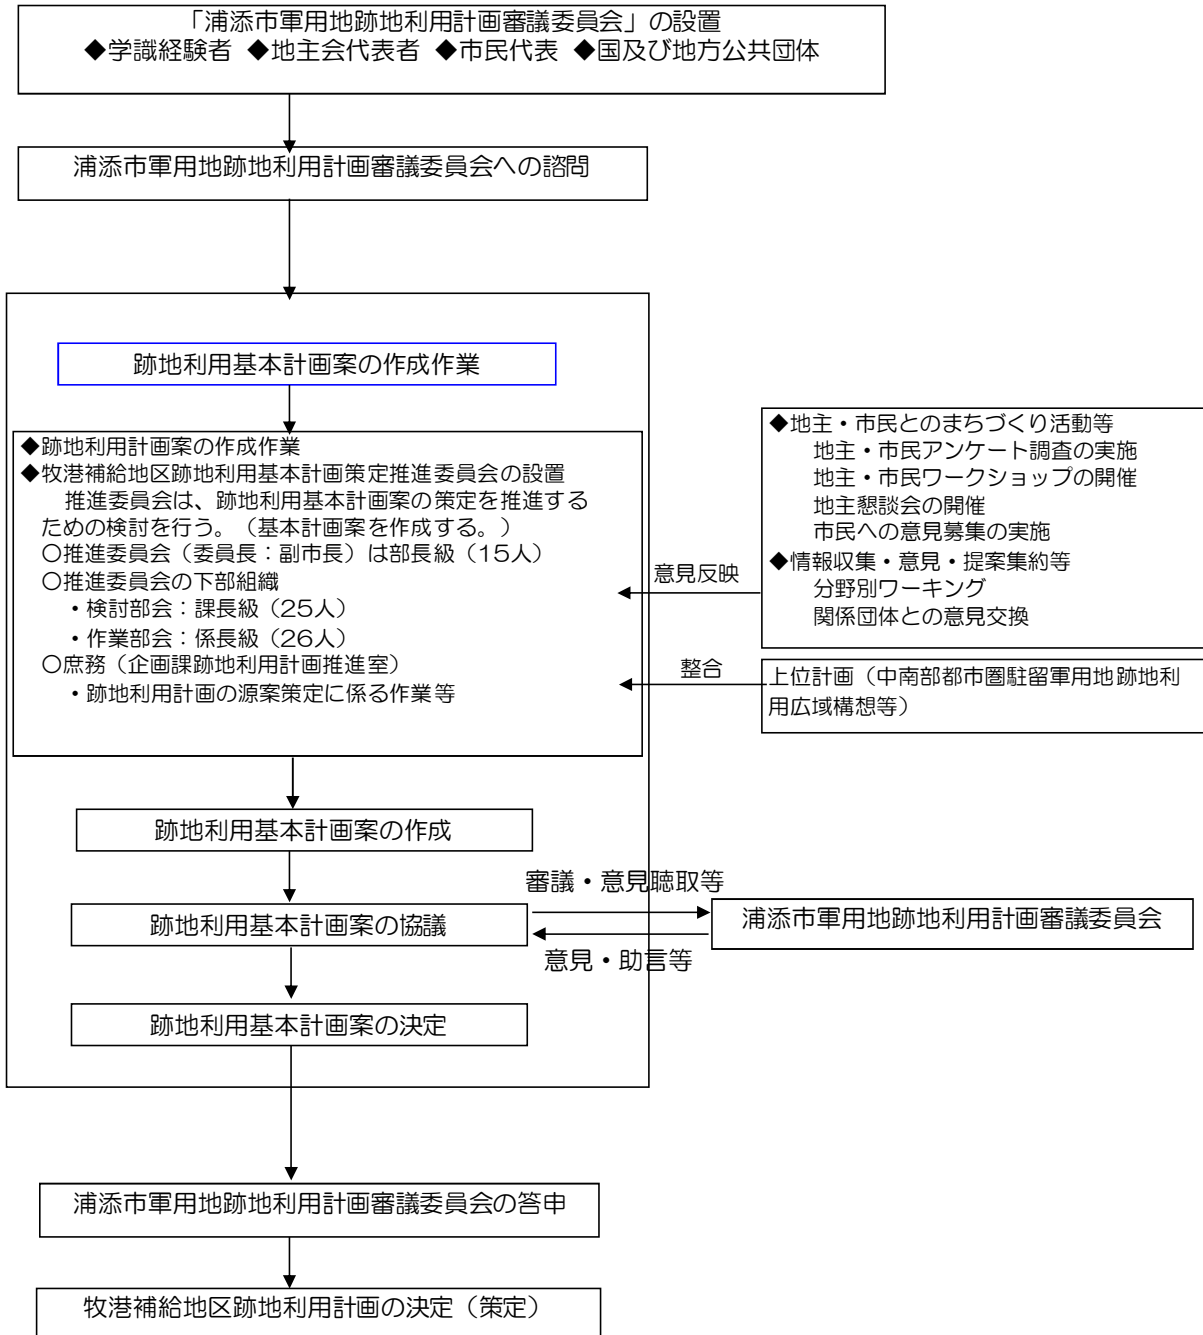 「浦添市軍用地跡地利用計画審議委員会」の設置
◆学識経験者 ◆地主会代表者 ◆市民代表 ◆国及び地方公共団体
浦添市軍用地跡地利用計画審議委員会への諮問
跡地利用基本計画案の作成作業
◆跡地利用計画案の作成作業
◆牧港補給地区跡地利用基本計画策定推進委員会の設置
推進委員会は、跡地利用基本計画案の策定を推進する
ための検討を行う。（基本計画案を作成する。）
〇推進委員会（委員長：副市長）は部長級（15人）
〇推進委員会の下部組織
・検討部会：課長級（25人）
・作業部会：係長級（26人）
〇庶務（企画課跡地利用計画推進室）
・跡地利用計画の源案策定に係る作業等
意見反映
◆地主・市民とのまちづくり活動等
地主・市民アンケート調査の実施
地主・市民ワークショップの開催
地主懇談会の開催
市民への意見募集の実施
◆情報収集・意見・提案集約等
分野別ワーキング
関係団体との意見交換
整合
上位計画（中南部都市圏駐留軍用地跡地利
用広域構想等）
跡地利用基本計画案の作成
審議・意見聴取等
跡地利用基本計画案の協議
浦添市軍用地跡地利用計画審議委員会
意見・助言等
跡地利用基本計画案の決定
浦添市軍用地跡地利用計画審議委員会の答申
牧港補給地区跡地利用計画の決定（策定）